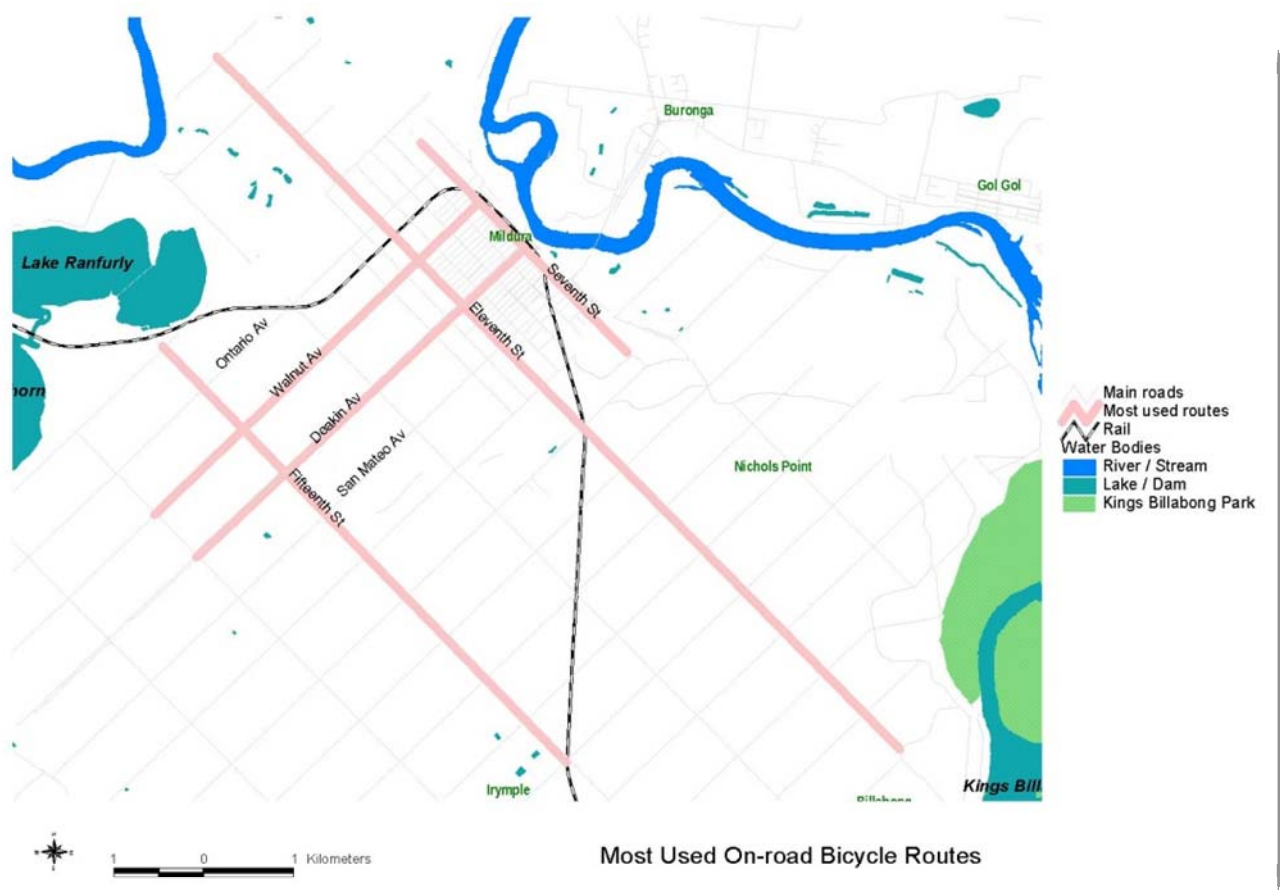 Buronga
Gol Gol
Mildura
Lake Ranfurly
Seventh St
Eleventh St
Ontario Av
Walnut Av
horn
Deakin Av
San Mateo Av
Fifteenth St
Nichols Point
Main roads
Most used routes
Rail
Water Bodies
River / Stream
Lake / Dam
Kings Billabong Park
Kings Bill
Irymple
Billabong
1 0 1 Kilometers
Most Used On-road Bicycle Routes